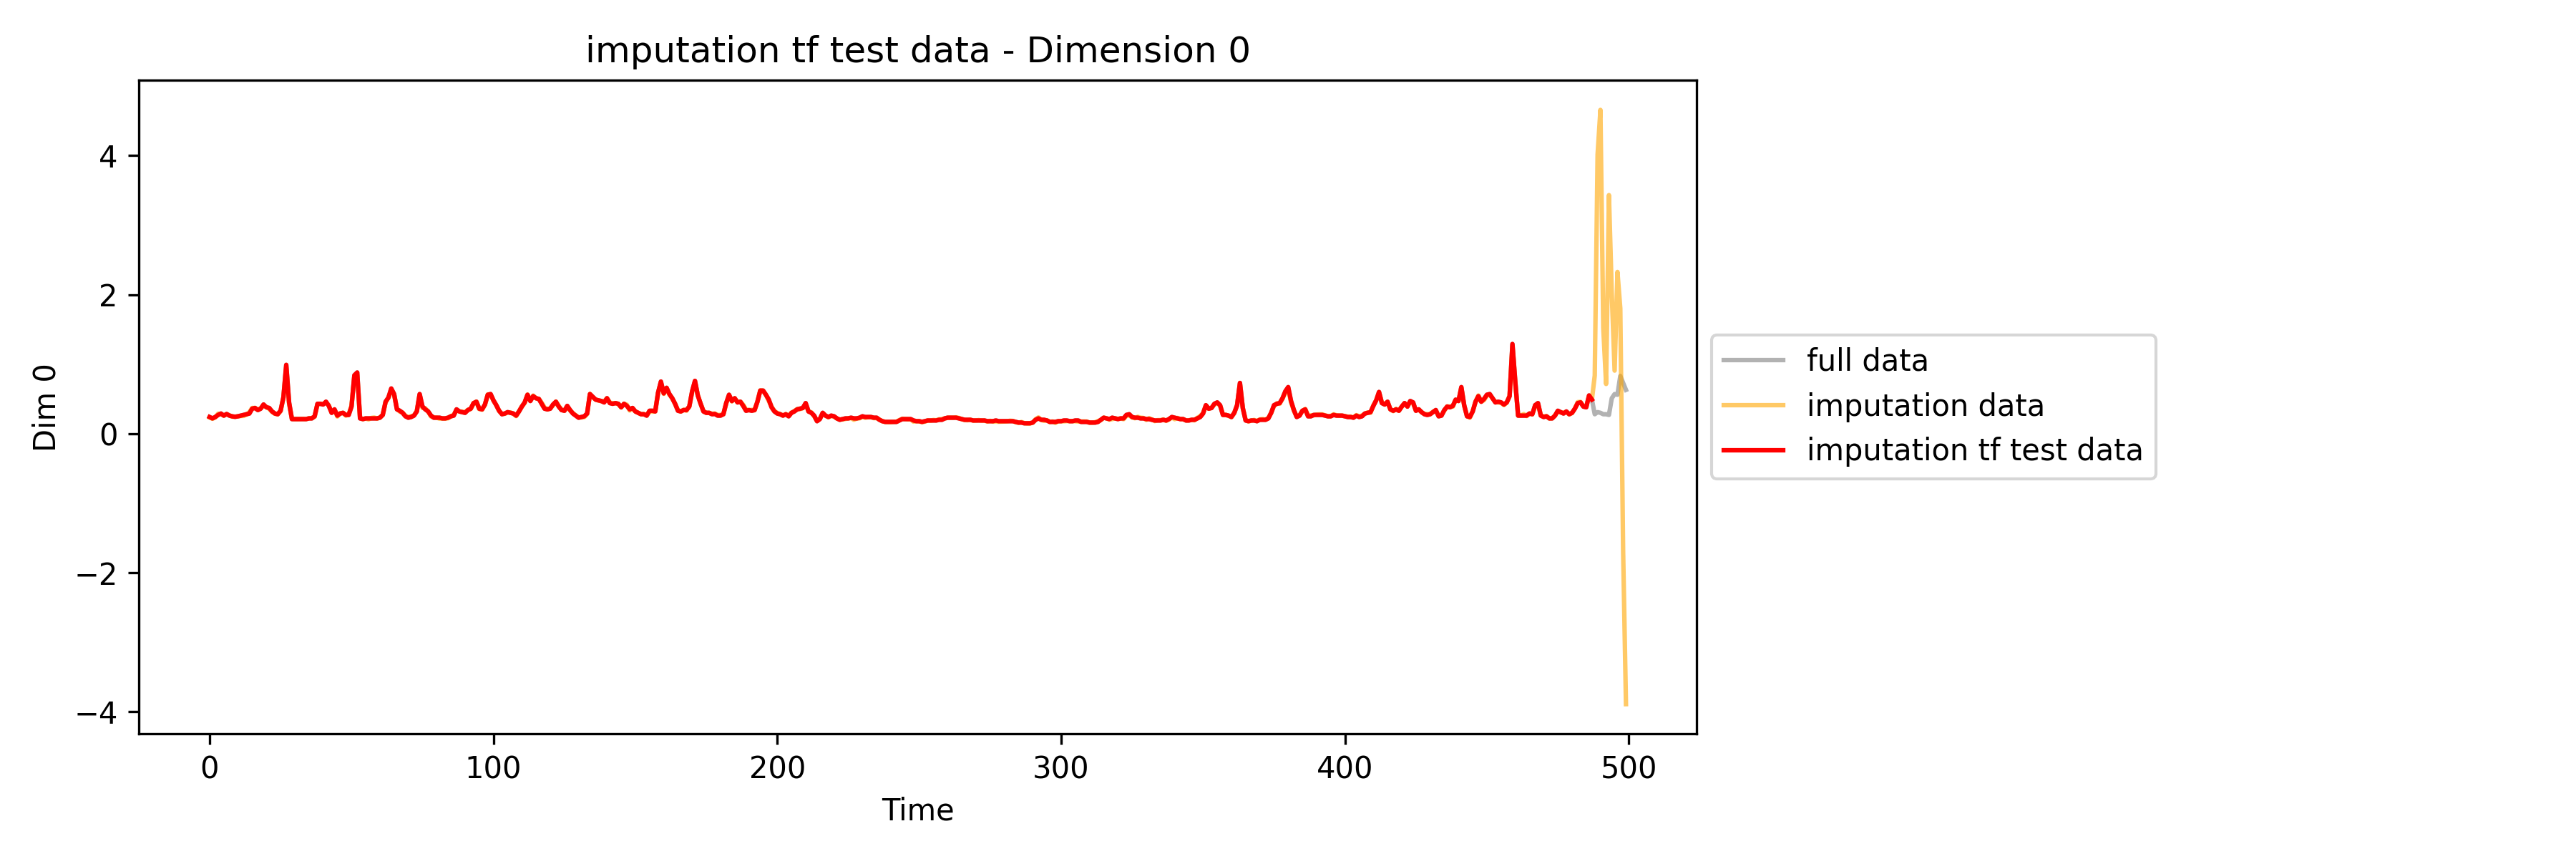 imputation tf test data - Dimension 0
Dim 0
4
2
0
−2
−4
0 100 200 300 400 500
Time
full data
imputation data
imputation tf test data